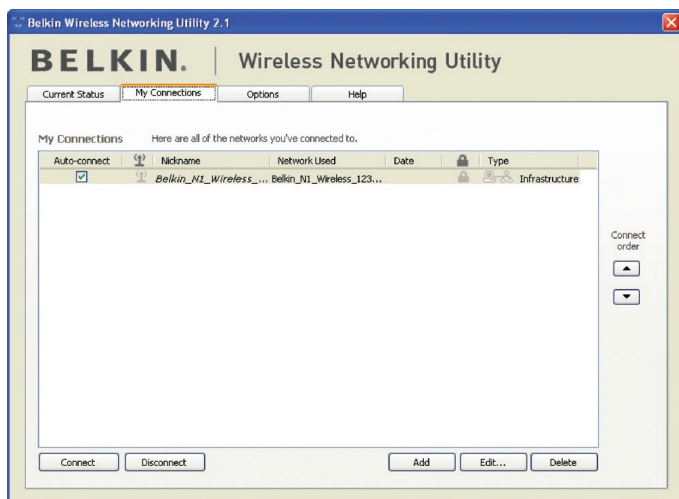 Belkin Wireless Networking Utility 2.1
BELKIN. Wireless Networking Utility
Current Status My Connections Options Help
My Connections Here are all of the networks you've connected to.
Auto-connect Nickname Network Used Date Type
Belkin_N1_Wireless_... Belkin_N1_Wireless_123... Infrastructure
Connect
order
Connect Disconnect Add Edit... Delete